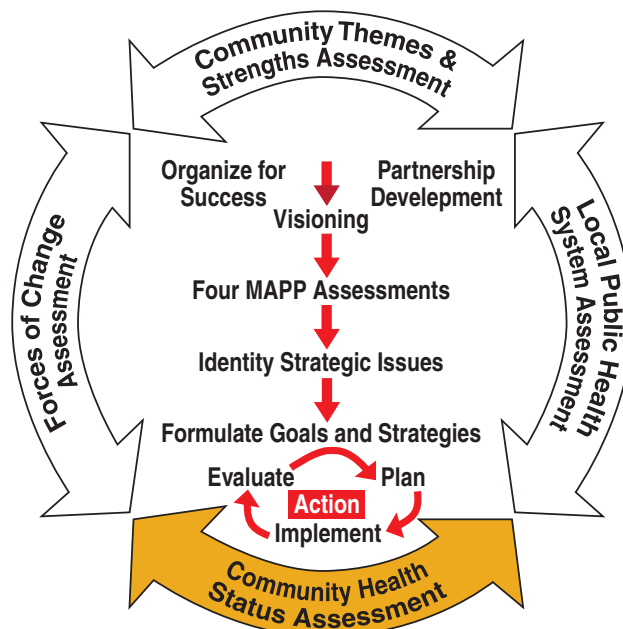 Community Themes &
Strengths Assessment
Organize for
Success
Partnership
Develepment
Visioning
Four MAPP Assessments
Identity Strategic Issues
Formulate Goals and Strategies
Evaluate
Plan
Action
Implement
Forces of Change
Assessment
Local Public Health
System Assessment
Community Health
Status Assessment